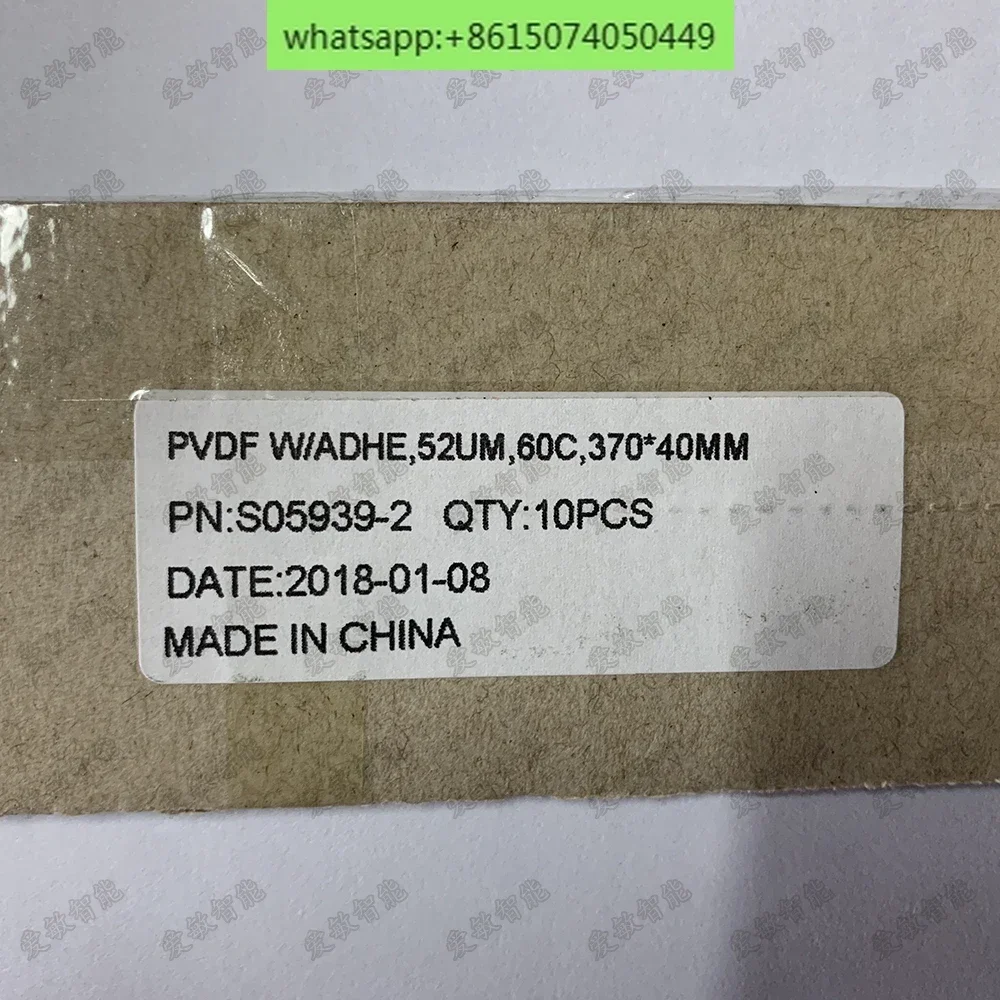 whatsapp:+8615074050449
PVDF W/ADHE,52UM,60C,370*40MM
PN:S05939-2 QTY:10PCS
DATE:2018-01-08
MADE IN CHINA
爱敏智能